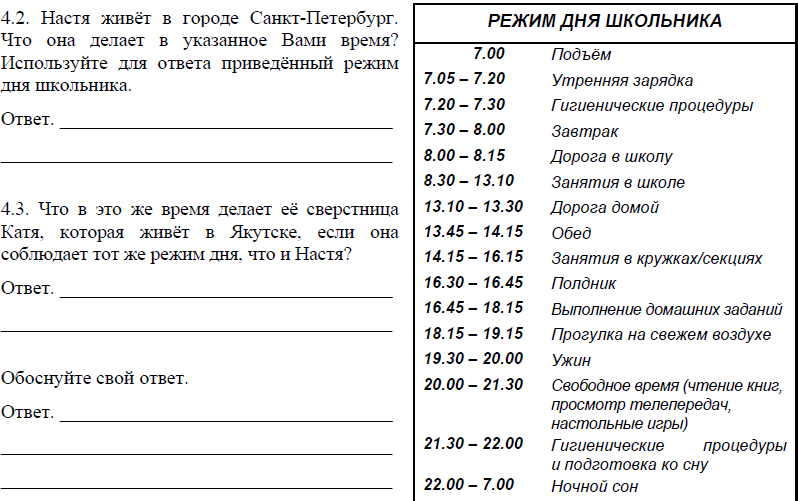 4.2. Настя живёт в городе Санкт-Петербург.
Что она делает в указанное Вами время?
Используйте для ответа приведённый режим
дня школьника.
Ответ. ___________________________________
_________________________________________
4.3. Что в это же время делает её сверстница
Катя, которая живёт в Якутске, если она
соблюдает тот же режим дня, что и Настя?
Ответ. ___________________________________
_________________________________________
Обоснуйте свой ответ.
Ответ. ___________________________________
_________________________________________
_________________________________________
РЕЖИМ ДНЯ ШКОЛЬНИКА
7.00 Подъём
7.05 – 7.20 Утренняя зарядка
7.20 – 7.30 Гигиенические процедуры
7.30 – 8.00 Завтрак
8.00 – 8.15 Дорога в школу
8.30 – 13.10 Занятия в школе
13.10 – 13.30 Дорога домой
13.45 – 14.15 Обед
14.15 – 16.15 Занятия в кружках/секциях
16.30 – 16.45 Полдник
16.45 – 18.15 Выполнение домашних заданий
18.15 – 19.15 Прогулка на свежем воздухе
19.30 – 20.00 Ужин
20.00 – 21.30 Свободное время (чтение книг,
просмотр телепередач,
настольные игры)
21.30 – 22.00 Гигиенические процедуры
и подготовка ко сну
22.00 – 7.00 Ночной сон